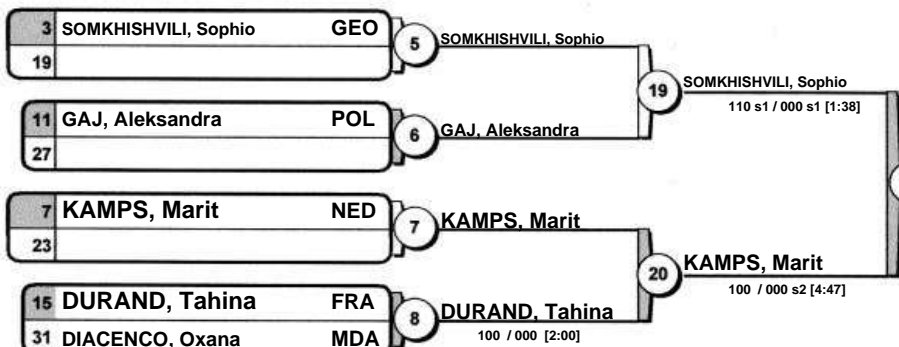 3 SOMKHISHVILI, Sophio GEO
19
5
SOMKHISHVILI, Sophio
19
SOMKHISHVILI, Sophio
110 s1 / 000 s1 [1:38]
11 GAJ, Aleksandra POL
27
6
GAJ, Aleksandra
7 KAMPS, Marit NED
23
7
KAMPS, Marit
20
KAMPS, Marit
100 / 000 s2 [4:47]
15 DURAND, Tahina FRA
31 DIACENCO, Oxana MDA
8
DURAND, Tahina
100 / 000 [2:00]